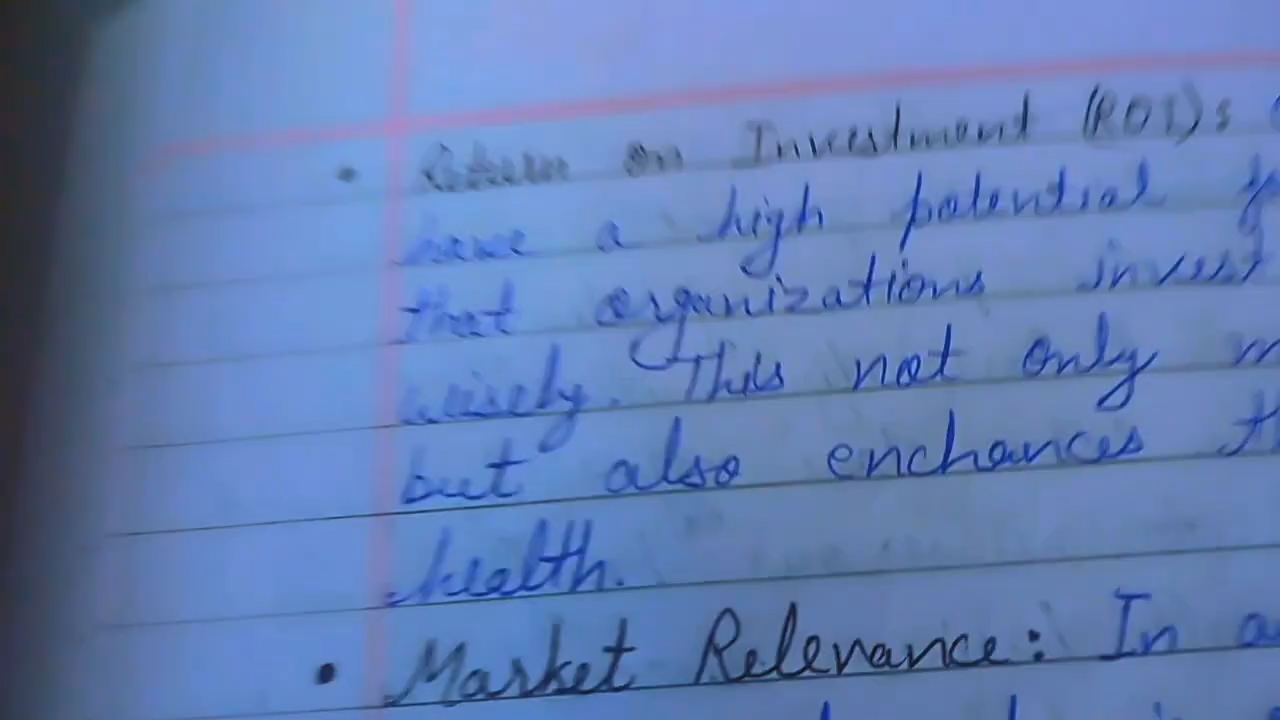 • Return on Investment (ROI):
have a high potential
that organizations invest
wisely. This not only
but also enchances
health.
• Market Relevance: In